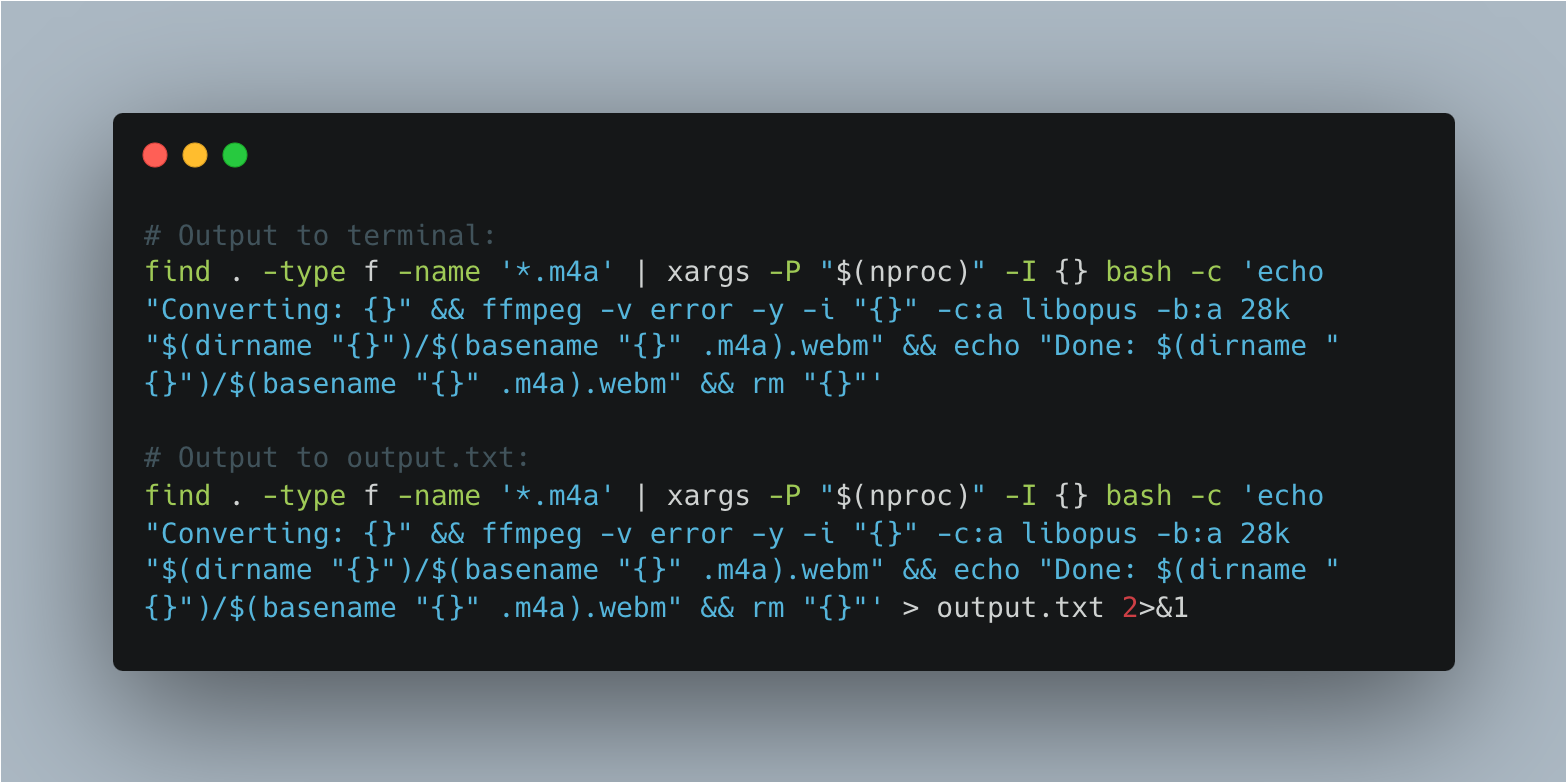 # Output to terminal:
find . -type f -name '*.m4a' | xargs -P "$(nproc)" -I {} bash -c 'echo
"Converting: {}" && ffmpeg -v error -y -i "{}" -c:a libopus -b:a 28k
"$(dirname "{}")/$(basename "{}" .m4a).webm" && echo "Done: $(dirname "
{}")/$(basename "{}" .m4a).webm" && rm "{}"'

# Output to output.txt:
find . -type f -name '*.m4a' | xargs -P "$(nproc)" -I {} bash -c 'echo
"Converting: {}" && ffmpeg -v error -y -i "{}" -c:a libopus -b:a 28k
"$(dirname "{}")/$(basename "{}" .m4a).webm" && echo "Done: $(dirname "
{}")/$(basename "{}" .m4a).webm" && rm "{}"' > output.txt 2>&1